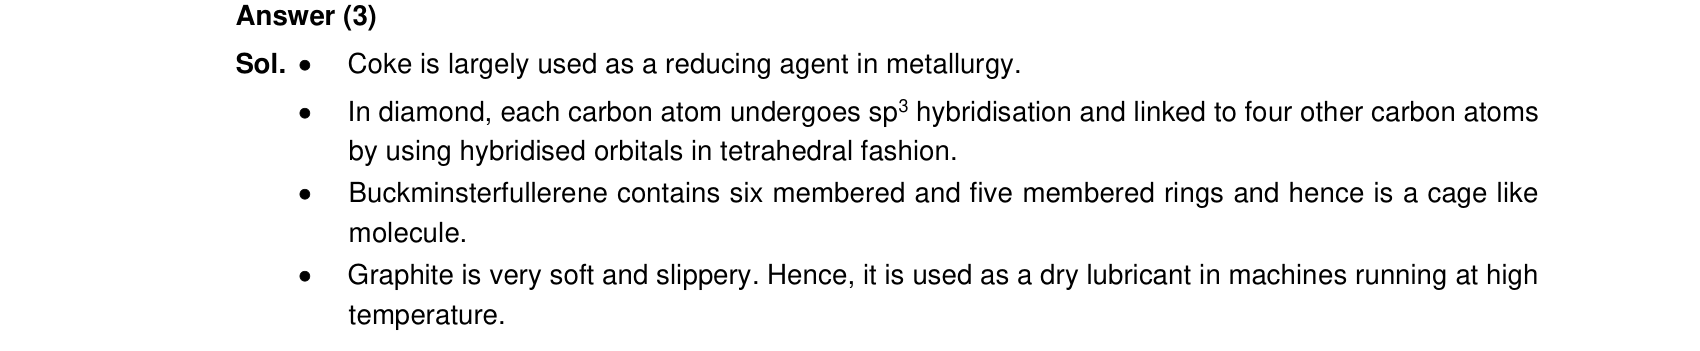 Answer (3)
Sol. • Coke is largely used as a reducing agent in metallurgy.
• In diamond, each carbon atom undergoes sp³ hybridisation and linked to four other carbon atoms
by using hybridised orbitals in tetrahedral fashion.
• Buckminsterfullerene contains six membered and five membered rings and hence is a cage like
molecule.
• Graphite is very soft and slippery. Hence, it is used as a dry lubricant in machines running at high
temperature.